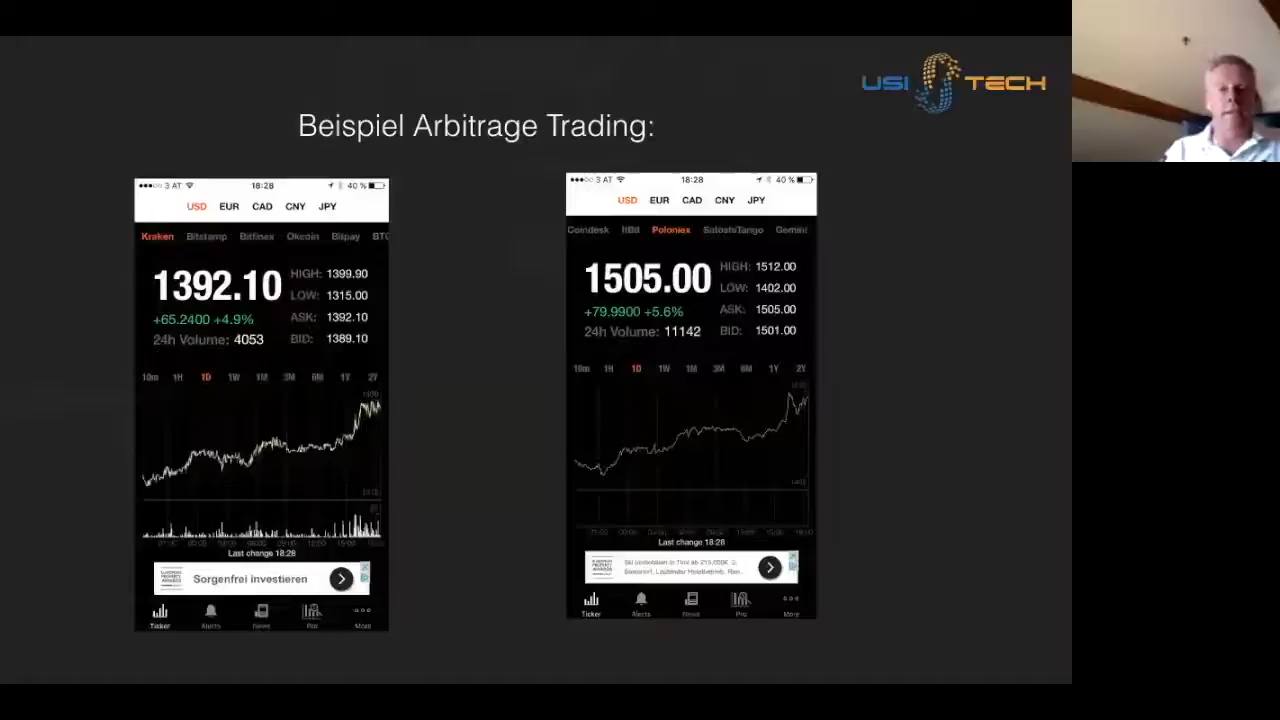 USI TECH
Beispiel Arbitrage Trading:
3 AT 18:28 40 %
USD EUR CAD CNY JPY
Kraken Bitstamp Bitfinex Okcoin Bitpay BTC
1392.10
HIGH: 1399.90
LOW: 1315.00
+65.2400 +4.9%
ASK: 1392.10
24h Volume: 4053
BID: 1389.10
10m 1H 1D 1W 1M 3M 6M 1Y 2Y
Last change 18:28
Sorgenfrei investieren
Ticker Alerts News Pro More
3 AT 18:28 40 %
USD EUR CAD CNY JPY
Coindesk ItBit Poloniex SatoshiTango Gemini
1505.00
HIGH: 1512.00
LOW: 1402.00
+79.9900 +5.6%
ASK: 1505.00
24h Volume: 11142
BID: 1501.00
10m 1H 1D 1W 1M 3M 6M 1Y 2Y
Last change 18:28
Ticker Alerts News Pro More